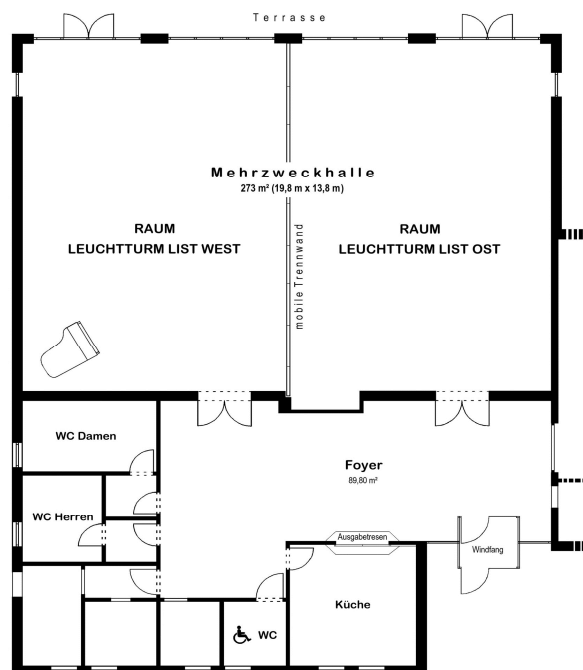 Terrasse
Mehrzweckhalle
273 m² (19,8 m x 13,8 m)
RAUM
LEUCHTTURM LIST WEST
RAUM
LEUCHTTURM LIST OST
mobile Trennwand
WC Damen
Foyer
89,80 m²
WC Herren
Ausgabetresen
Windfang
Küche
WC